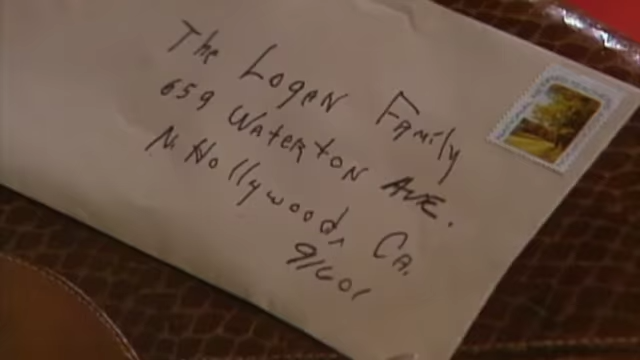 The Logan Family
659 Waterton Ave.
N. Hollywood, Ca.
91601